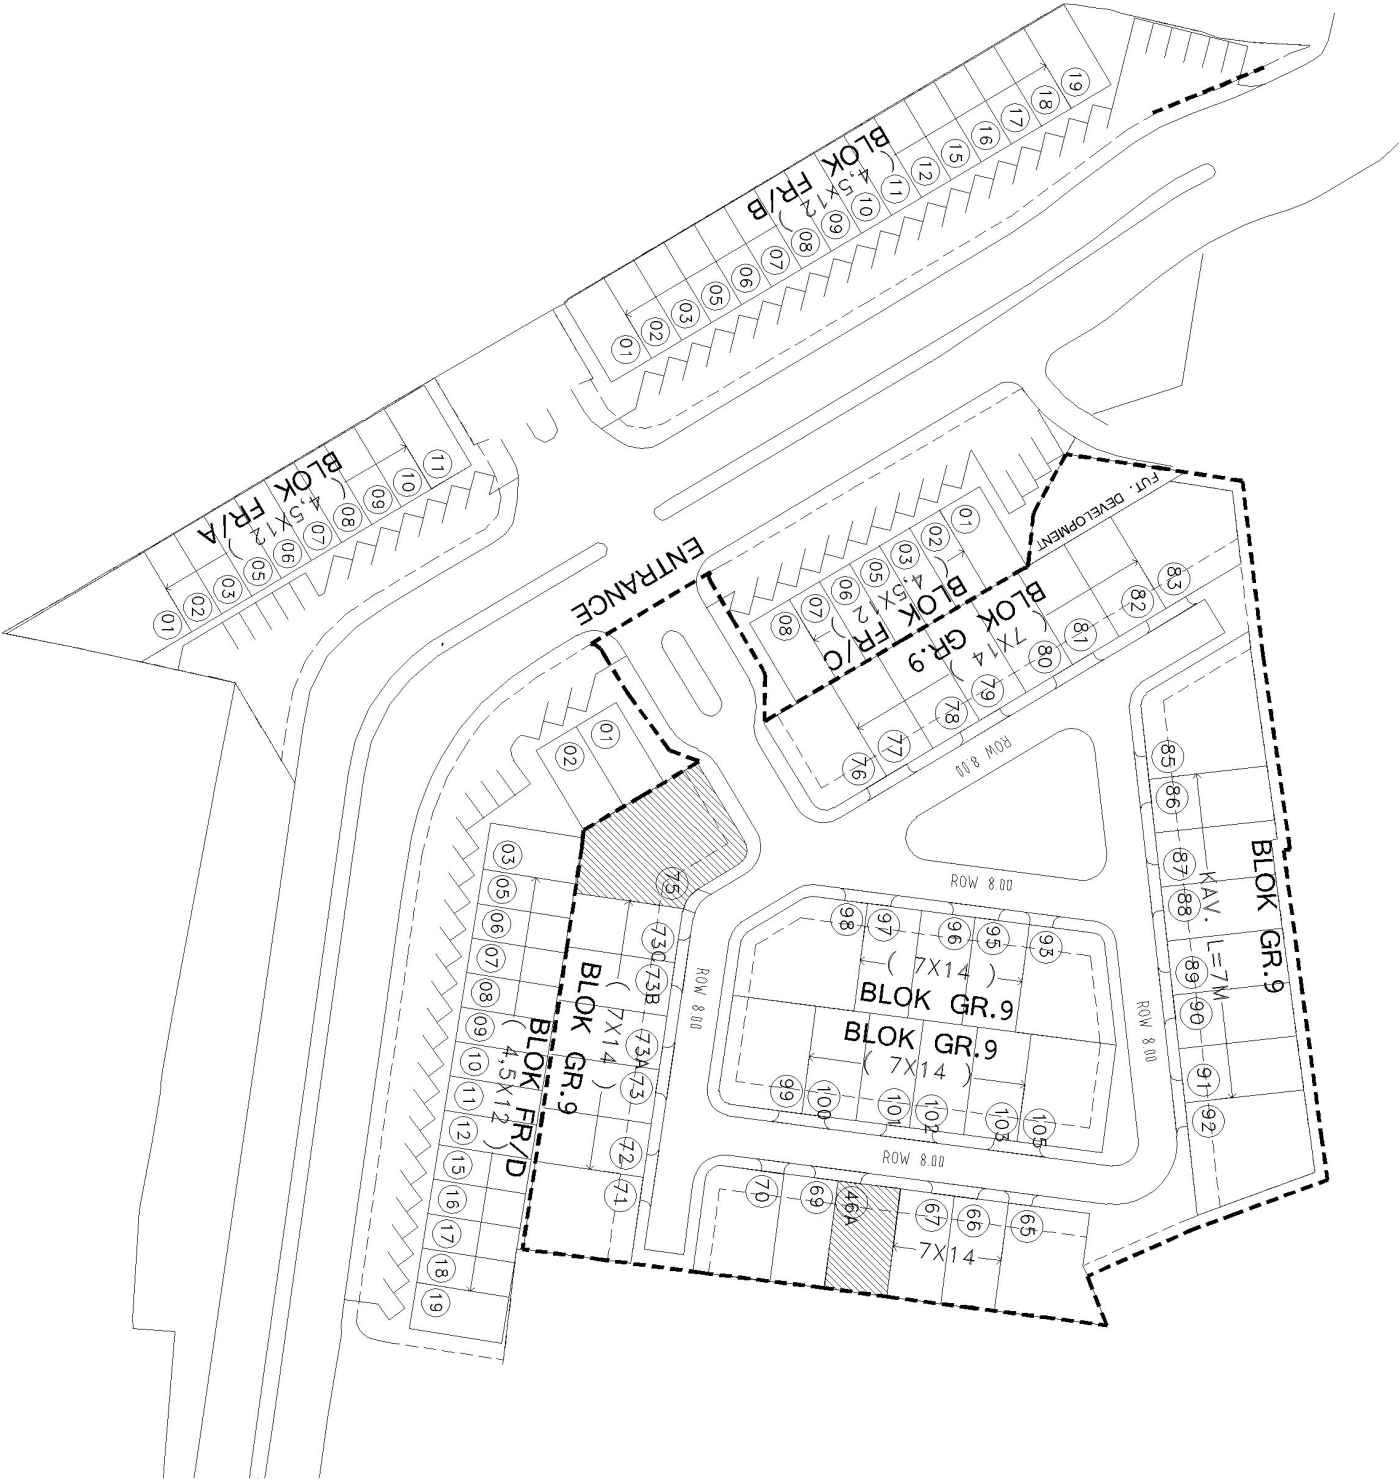 19
18
17
16
15
12
11
10
09
08
07
06
05
03
02
01
BLOK FR/B
( 4,5X12 )
11
10
09
08
07
06
05
03
02
01
BLOK FR/A
( 4,5X12 )
ENTRANCE
01
02
03
05
06
07
08
BLOK FR/C
( 4,5X12 )
FUT. DEVELOPMENT
83
82
81
80
79
78
77
76
BLOK GR.9
( 7X14 )
ROW 8.00
85
86
87
88
89
90
91
92
KAV. L=7M
BLOK GR.9
ROW 8.00
ROW 8.00
98
97
96
95
93
( 7X14 )
BLOK GR.9
BLOK GR.9
( 7X14 )
99
100
101
102
103
105
ROW 8.00
70
69
46A
67
66
65
7X14
01
02
75
73C
73B
73A
73
72
71
BLOK GR.9
( 7X14 )
ROW 8.00
03
05
06
07
08
09
10
11
12
15
16
17
18
19
BLOK FR/D
( 4,5X12 )